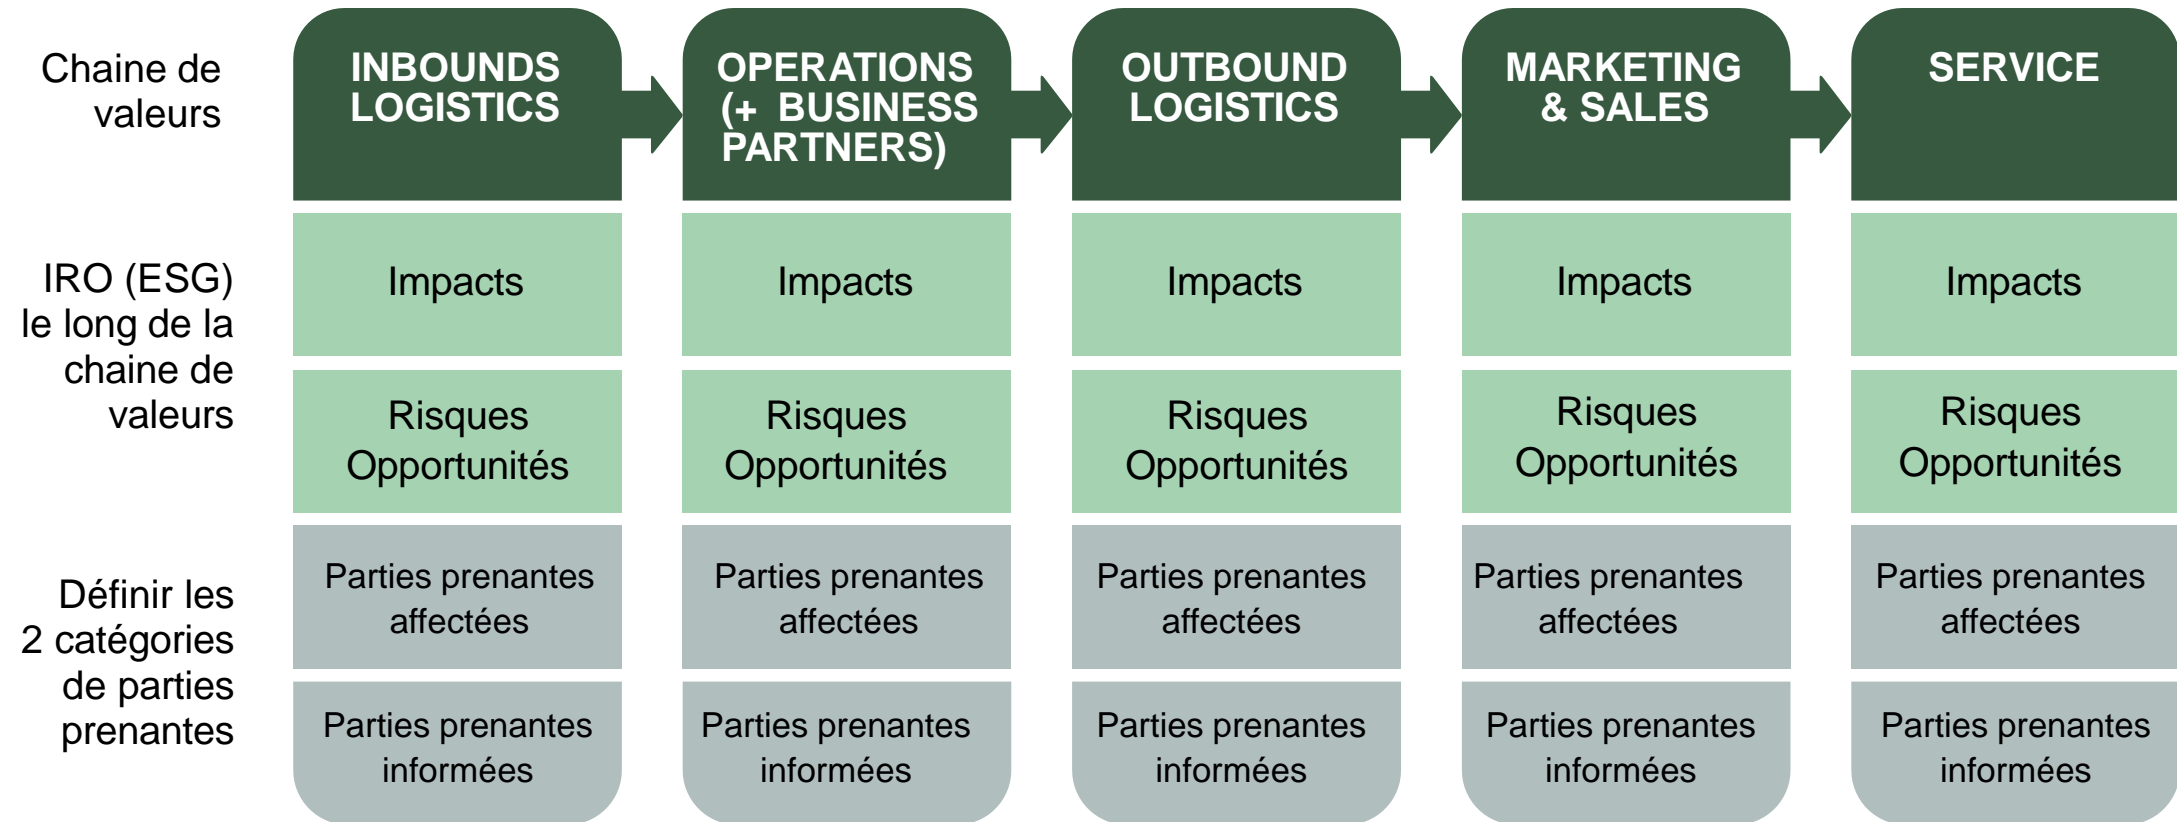 Chaine de
valeurs
INBOUNDS
LOGISTICS
OPERATIONS
(+ BUSINESS
PARTNERS)
OUTBOUND
LOGISTICS
MARKETING
& SALES
SERVICE
IRO (ESG)
le long de la
chaine de
valeurs
Impacts
Impacts
Impacts
Impacts
Impacts
Risques
Opportunités
Risques
Opportunités
Risques
Opportunités
Risques
Opportunités
Risques
Opportunités
Définir les
2 catégories
de parties
prenantes
Parties prenantes
affectées
Parties prenantes
affectées
Parties prenantes
affectées
Parties prenantes
affectées
Parties prenantes
affectées
Parties prenantes
informées
Parties prenantes
informées
Parties prenantes
informées
Parties prenantes
informées
Parties prenantes
informées